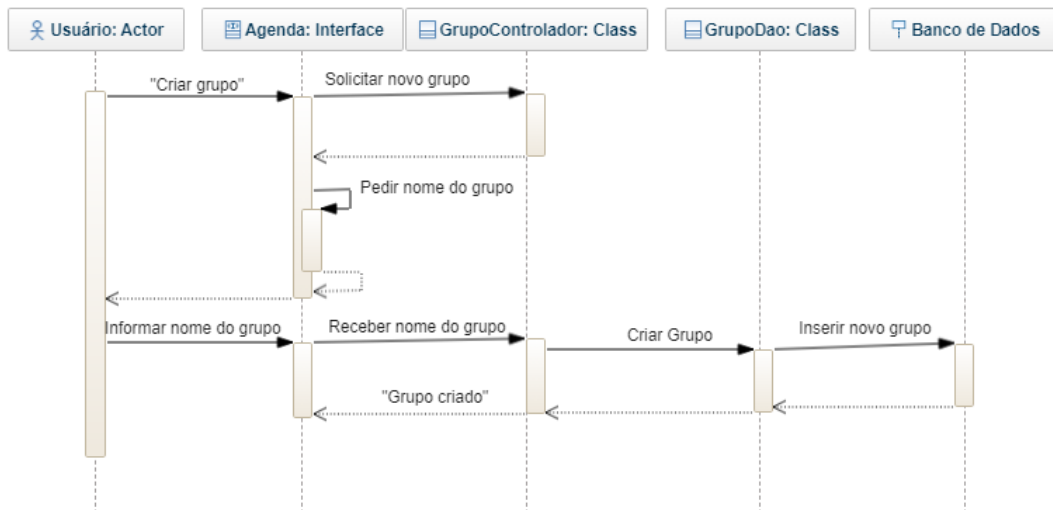 Usuário: Actor
Agenda: Interface
GrupoControlador: Class
GrupoDao: Class
Banco de Dados
"Criar grupo"
Solicitar novo grupo
Pedir nome do grupo
Informar nome do grupo
Receber nome do grupo
Criar Grupo
Inserir novo grupo
"Grupo criado"